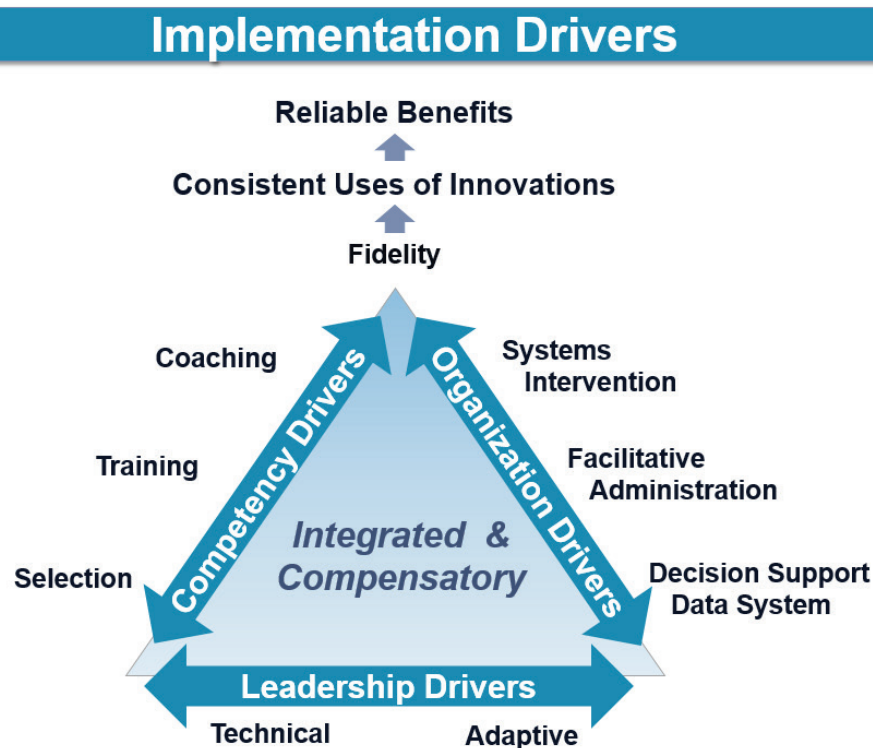 Implementation Drivers
Reliable Benefits
Consistent Uses of Innovations
Fidelity
Coaching
Training
Selection
Competency Drivers
Integrated &
Compensatory
Organization Drivers
Systems
Intervention
Facilitative
Administration
Decision Support
Data System
Leadership Drivers
Technical
Adaptive